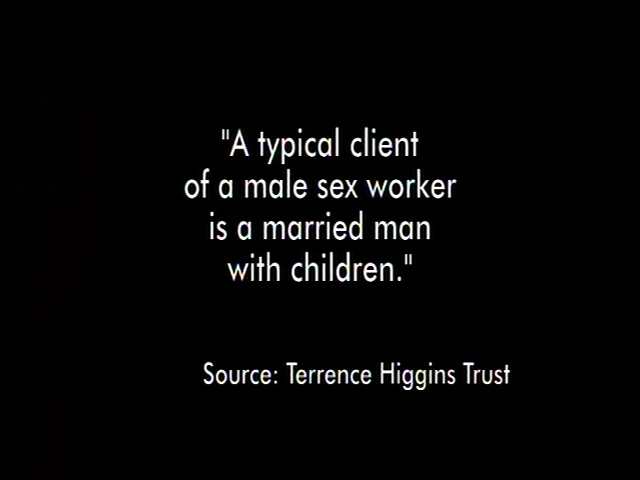 "A typical client
of a male sex worker
is a married man
with children."
Source: Terrence Higgins Trust